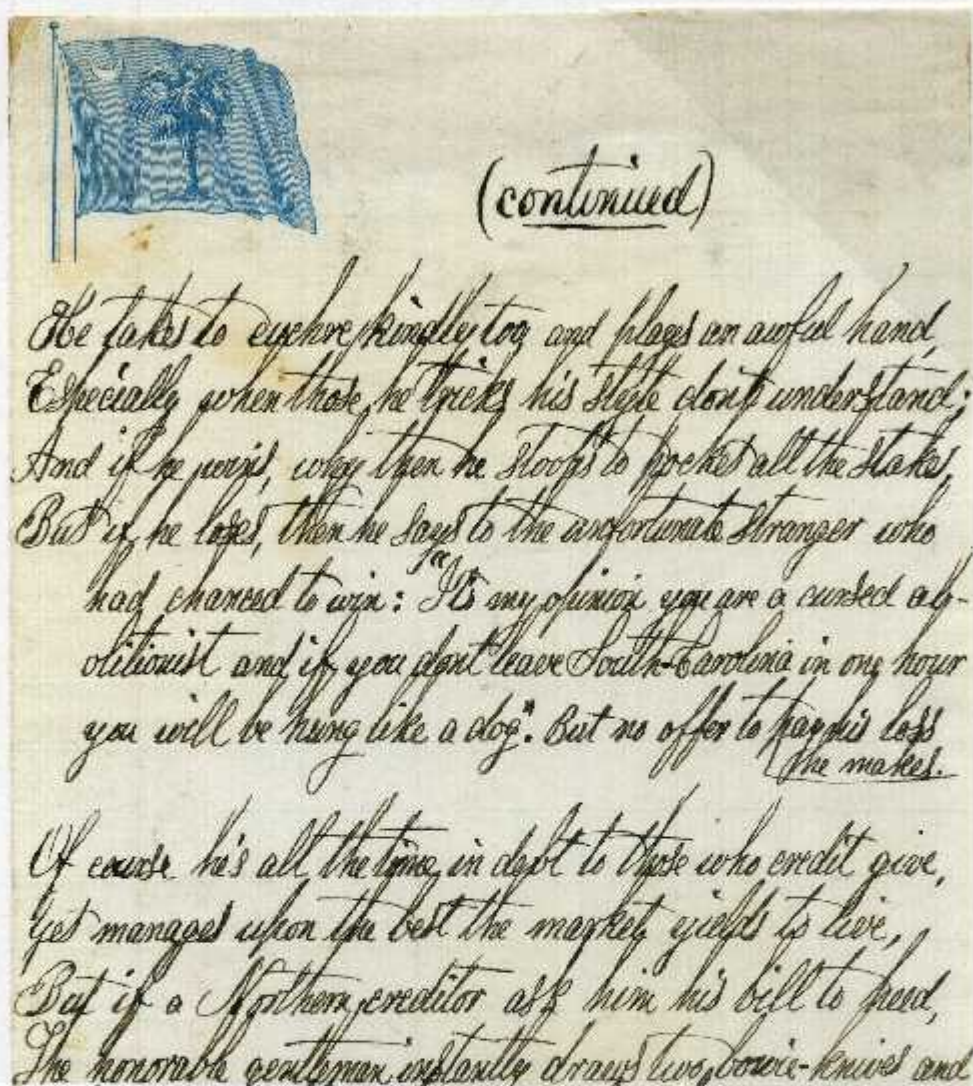 (continued)
He takes to euchre kindly too and plays an awful hand,
Especially when those he tricks his style don't understand;
And if he wins, why then he stoops to pocket all the stakes,
But if he loses, then he says to the unfortunate stranger who
had chanced to win: "It's my opinion you are a cursed ab-
olitionist and if you dont leave South-Carolina in one hour
you will be hung like a dog". But no offer to pay his loss
he makes.
Of course he's all the time in debt to those who credit give,
Yet manages upon the best the market yields to live,
But if a Northern creditor ask him his bill to heed,
The honorable gentleman instantly draws two bowie-knives and